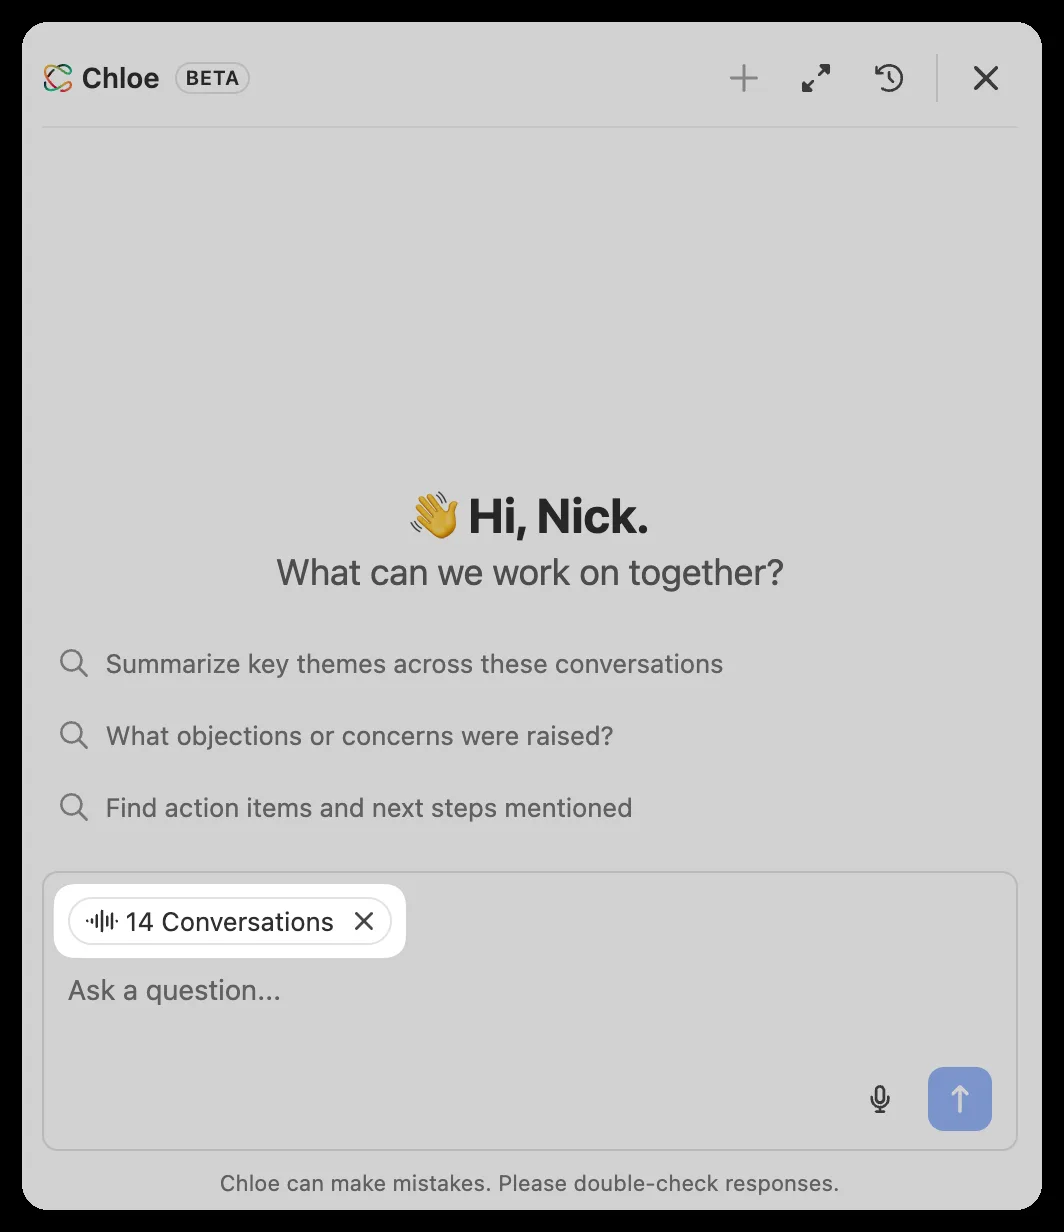 Chloe BETA
👋 Hi, Nick.
What can we work on together?
Summarize key themes across these conversations
What objections or concerns were raised?
Find action items and next steps mentioned
14 Conversations
Ask a question...
Chloe can make mistakes. Please double-check responses.